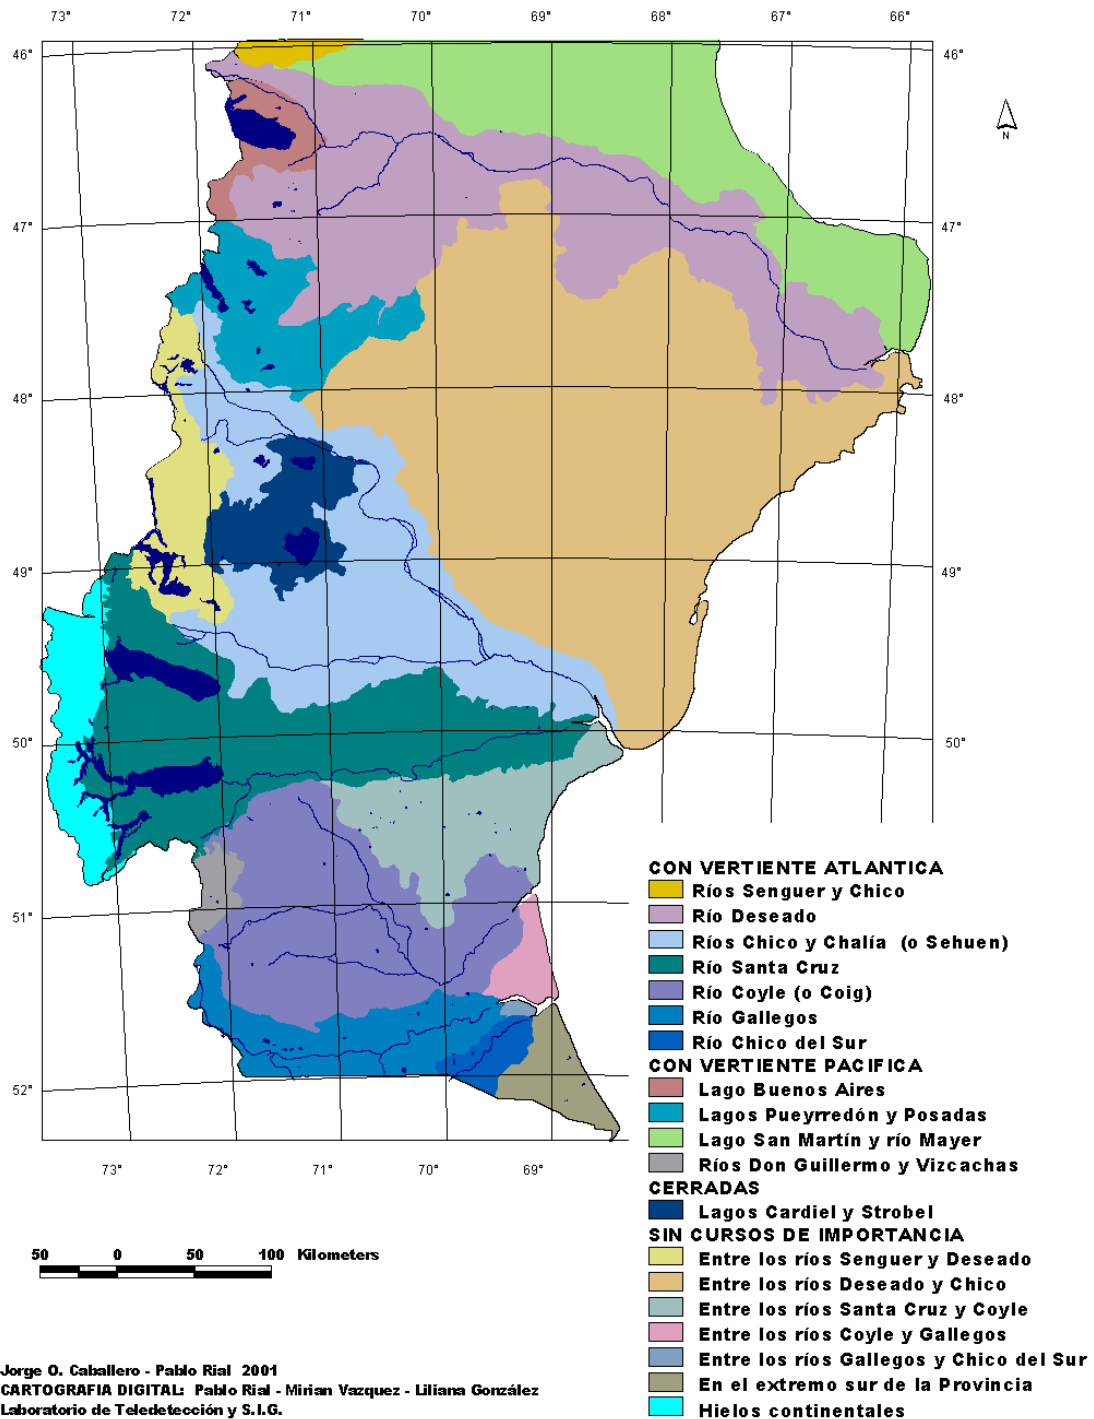 73° 72° 71° 70° 69° 68° 67° 66°
46° 46°
N
47° 47°
48° 48°
49° 49°
50° 50°
51°
52°
73° 72° 71° 70° 69°
CON VERTIENTE ATLANTICA
Ríos Senguer y Chico
Río Deseado
Ríos Chico y Chalía (o Sehuen)
Río Santa Cruz
Río Coyle (o Coig)
Río Gallegos
Río Chico del Sur
CON VERTIENTE PACIFICA
Lago Buenos Aires
Lagos Pueyrredón y Posadas
Lago San Martín y río Mayer
Ríos Don Guillermo y Vizcachas
CERRADAS
Lagos Cardiel y Strobel
SIN CURSOS DE IMPORTANCIA
Entre los ríos Senguer y Deseado
Entre los ríos Deseado y Chico
Entre los ríos Santa Cruz y Coyle
Entre los ríos Coyle y Gallegos
Entre los ríos Gallegos y Chico del Sur
En el extremo sur de la Provincia
Hielos continentales
50 0 50 100 Kilometers
Jorge O. Caballero - Pablo Rial 2001
CARTOGRAFIA DIGITAL: Pablo Rial - Mirian Vazquez - Liliana González
Laboratorio de Teledetección y S.I.G.